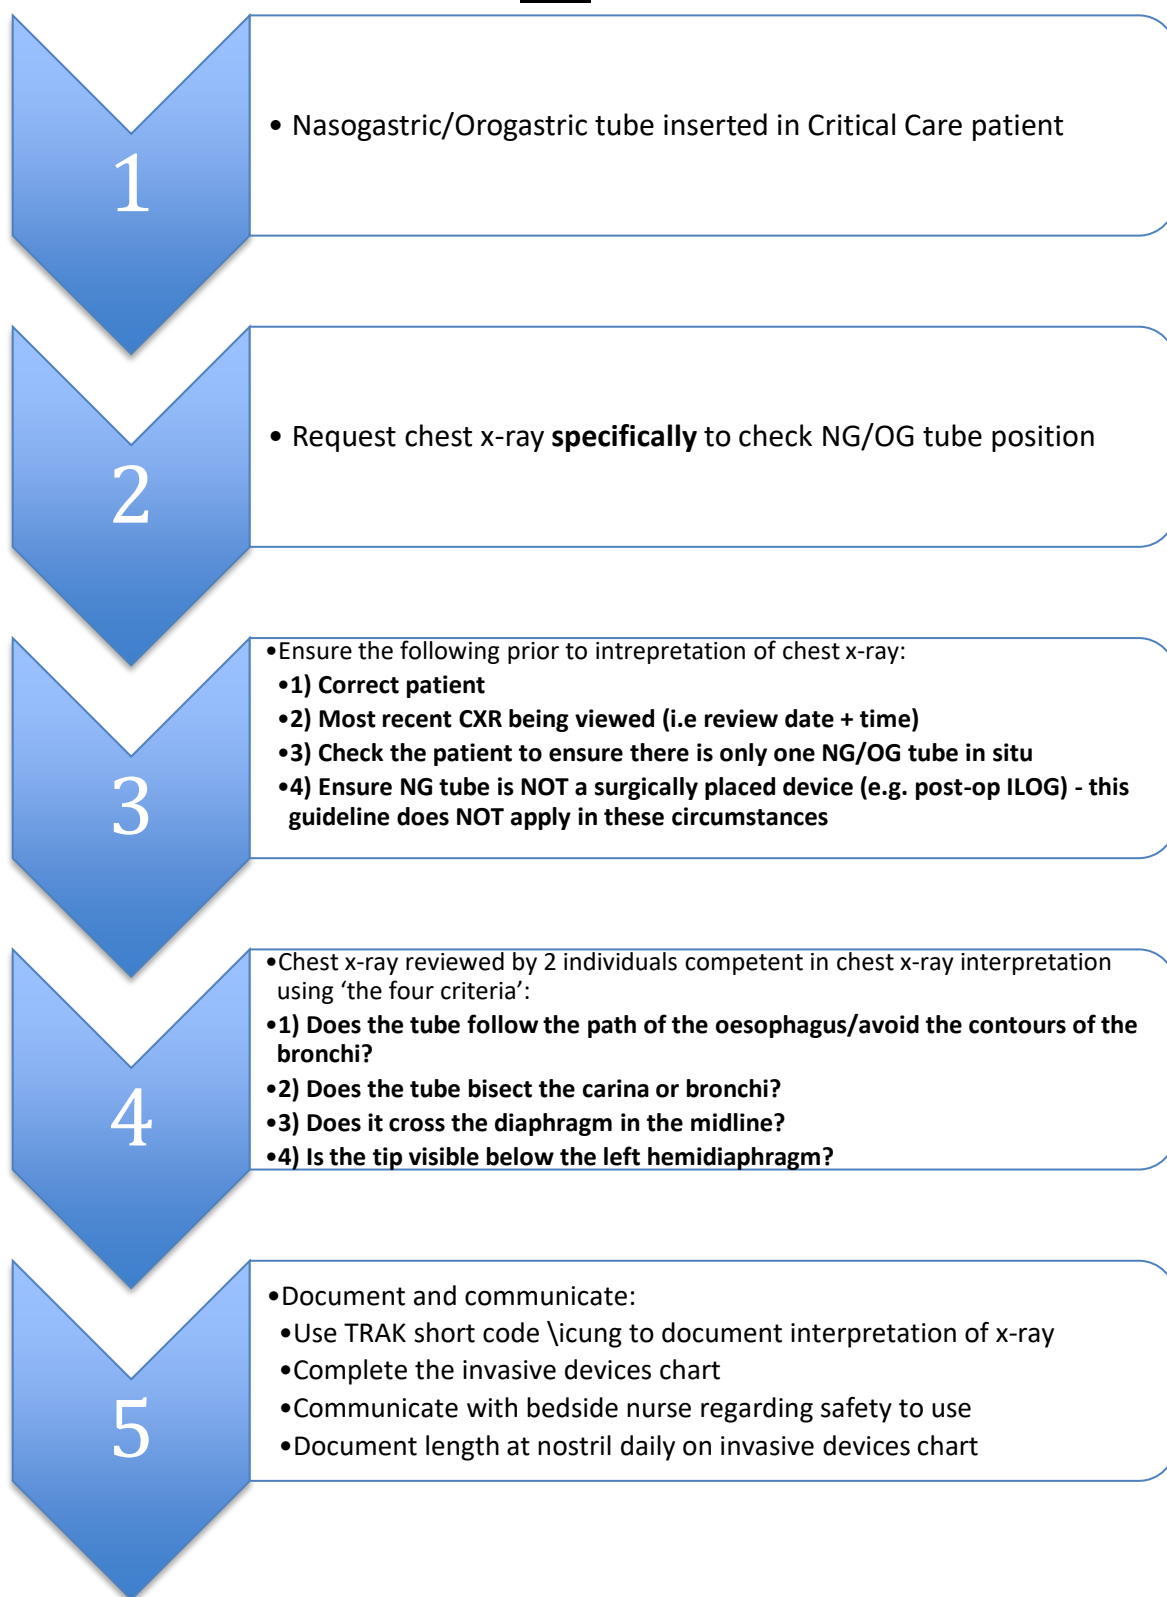 1
• Nasogastric/Orogastric tube inserted in Critical Care patient
2
• Request chest x-ray specifically to check NG/OG tube position
3
•Ensure the following prior to intrepretation of chest x-ray:
•1) Correct patient
•2) Most recent CXR being viewed (i.e review date + time)
•3) Check the patient to ensure there is only one NG/OG tube in situ
•4) Ensure NG tube is NOT a surgically placed device (e.g. post-op ILOG) - this
guideline does NOT apply in these circumstances
4
•Chest x-ray reviewed by 2 individuals competent in chest x-ray interpretation
using ‘the four criteria’:
•1) Does the tube follow the path of the oesophagus/avoid the contours of the
bronchi?
•2) Does the tube bisect the carina or bronchi?
•3) Does it cross the diaphragm in the midline?
•4) Is the tip visible below the left hemidiaphragm?
5
•Document and communicate:
•Use TRAK short code \icung to document interpretation of x-ray
•Complete the invasive devices chart
•Communicate with bedside nurse regarding safety to use
•Document length at nostril daily on invasive devices chart